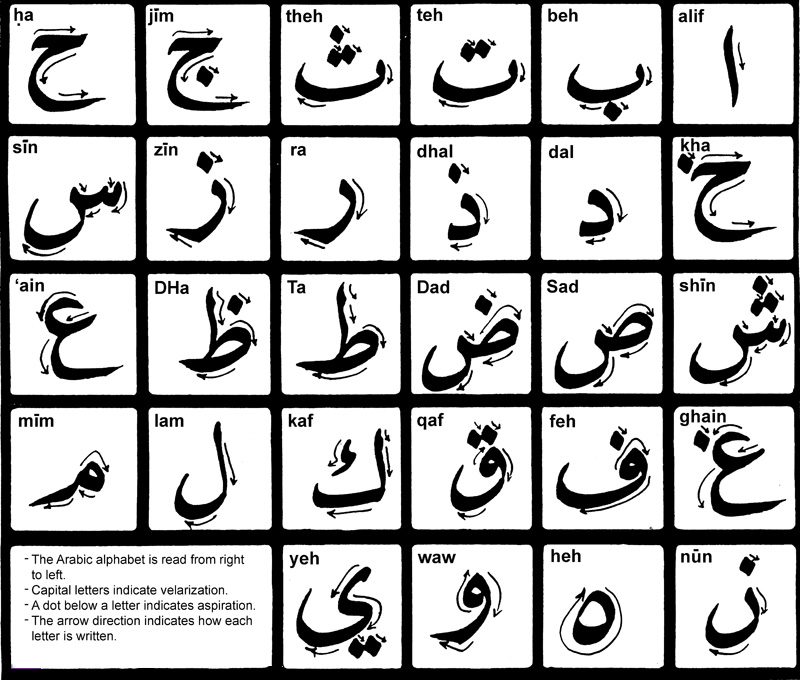 ḥa jīm theh teh beh alif
ا ب ت ث ج ح
sīn zīn ra dhal dal kha
خ د ذ ر ز س
‘ain DHa Ta Dad Sad shīn
ش ص ض ط ظ ع
mīm lam kaf qaf feh ghain
غ ف ق ك ل م
yeh waw heh nūn
ن ه و ي
- The Arabic alphabet is read from right
to left.
- Capital letters indicate velarization.
- A dot below a letter indicates aspiration.
- The arrow direction indicates how each
letter is written.